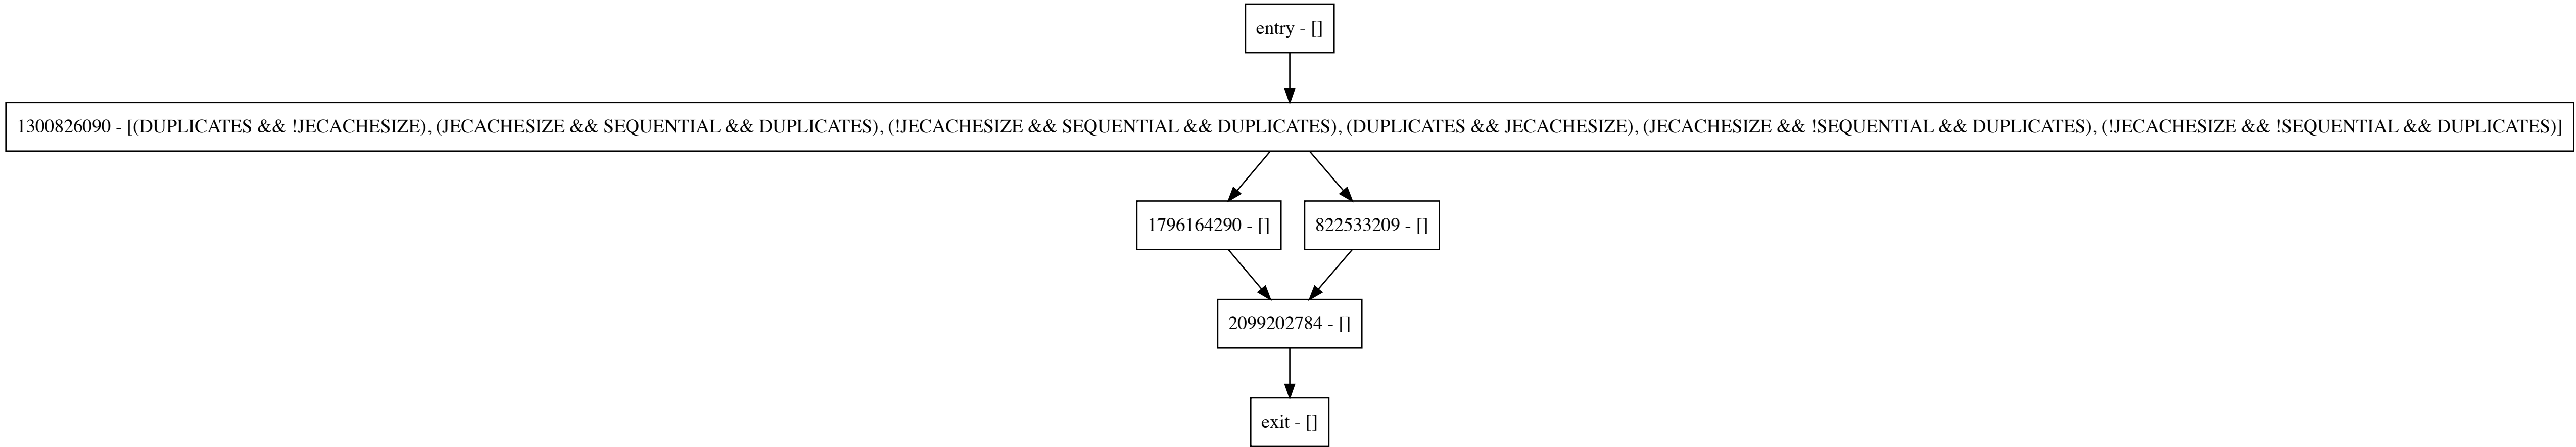 entry - []
1300826090 - [(DUPLICATES && !JECACHESIZE), (JECACHESIZE && SEQUENTIAL && DUPLICATES), (!JECACHESIZE && SEQUENTIAL && DUPLICATES), (DUPLICATES && JECACHESIZE), (JECACHESIZE && !SEQUENTIAL && DUPLICATES), (!JECACHESIZE && !SEQUENTIAL && DUPLICATES)]
1796164290 - []
822533209 - []
2099202784 - []
exit - []